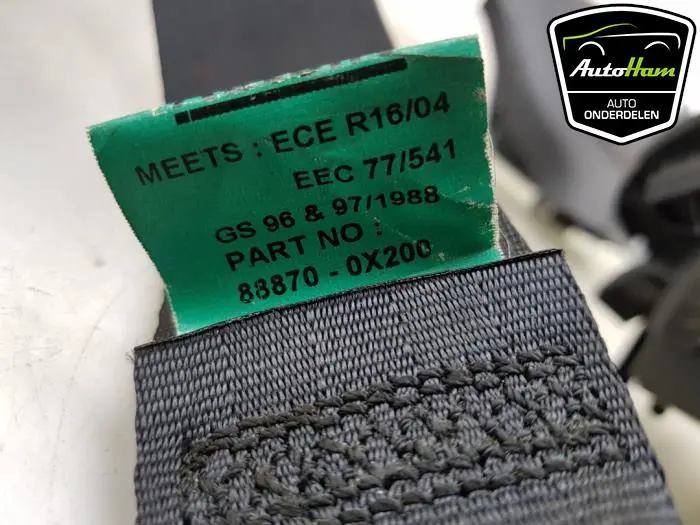 MEETS : ECE R16/04
EEC 77/541
GS 96 & 97/1988
PART NO :
88870 - 0X200
AutoHam
AUTO
ONDERDELEN